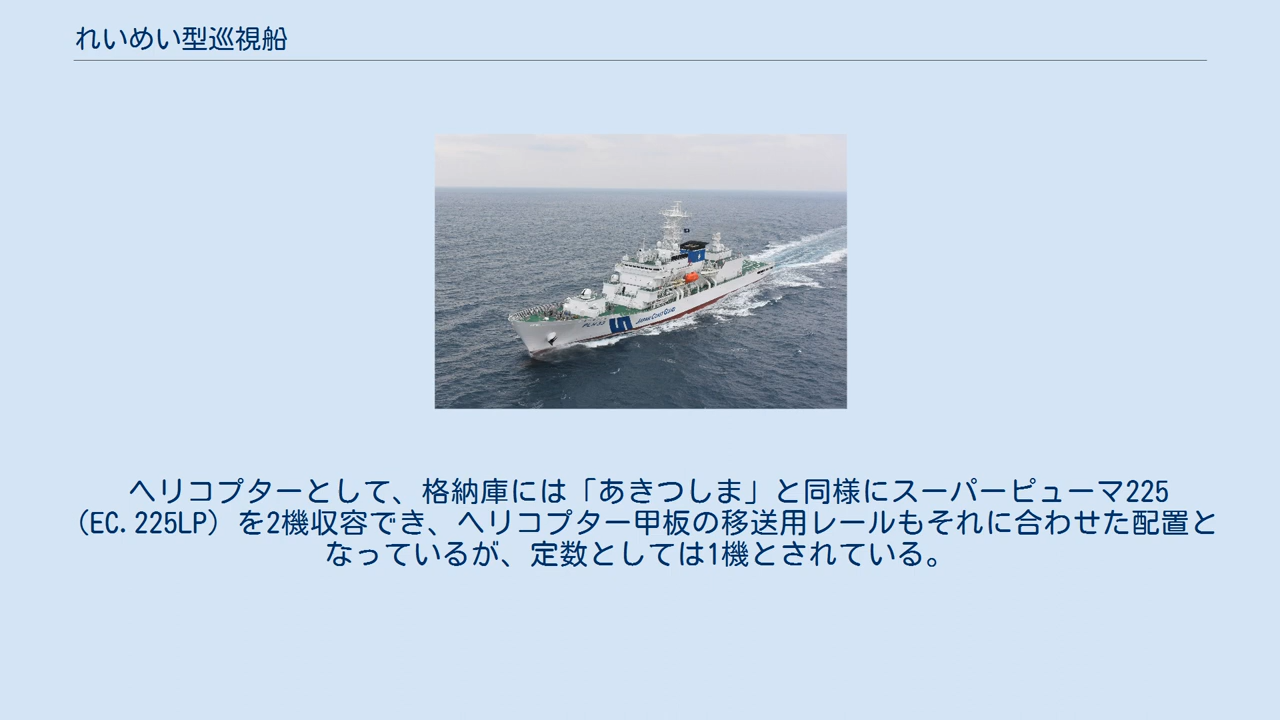 れいめい型巡視船
PLH33
JAPAN COAST GUARD
ヘリコプターとして、格納庫には「あきつしま」と同様にスーパーピューマ225
（EC.225LP）を2機収容でき、ヘリコプター甲板の移送用レールもそれに合わせた配置と
なっているが、定数としては1機とされている。